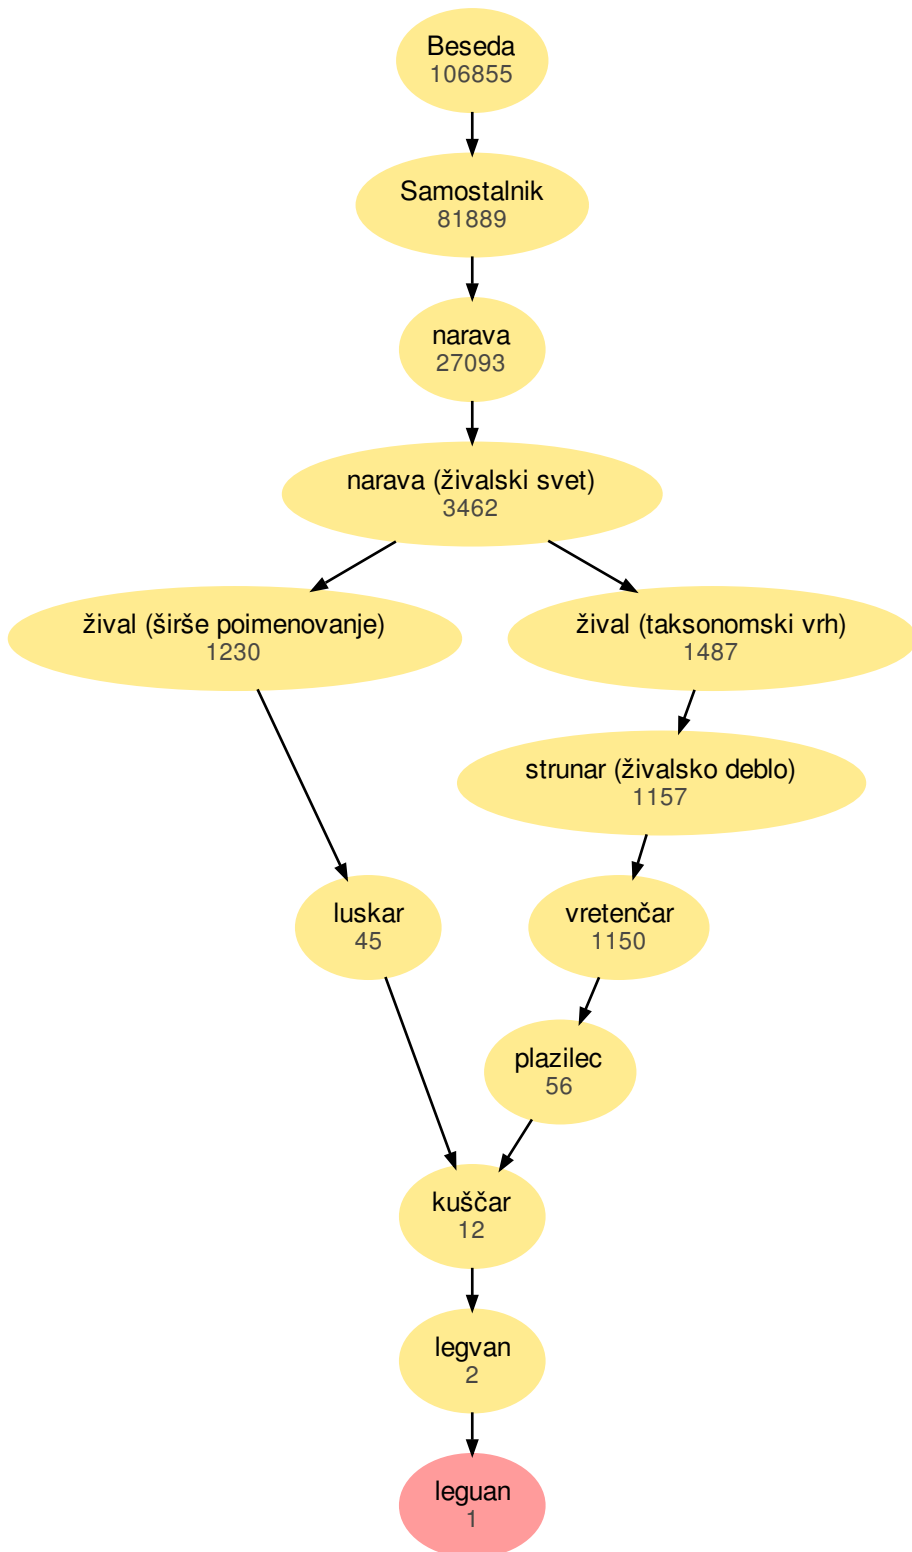 Beseda
106855
Samostalnik
81889
narava
27093
narava (živalski svet)
3462
žival (širše poimenovanje)
1230
žival (taksonomski vrh)
1487
strunar (živalsko deblo)
1157
luskar
45
vretenčar
1150
plazilec
56
kuščar
12
legvan
2
leguan
1